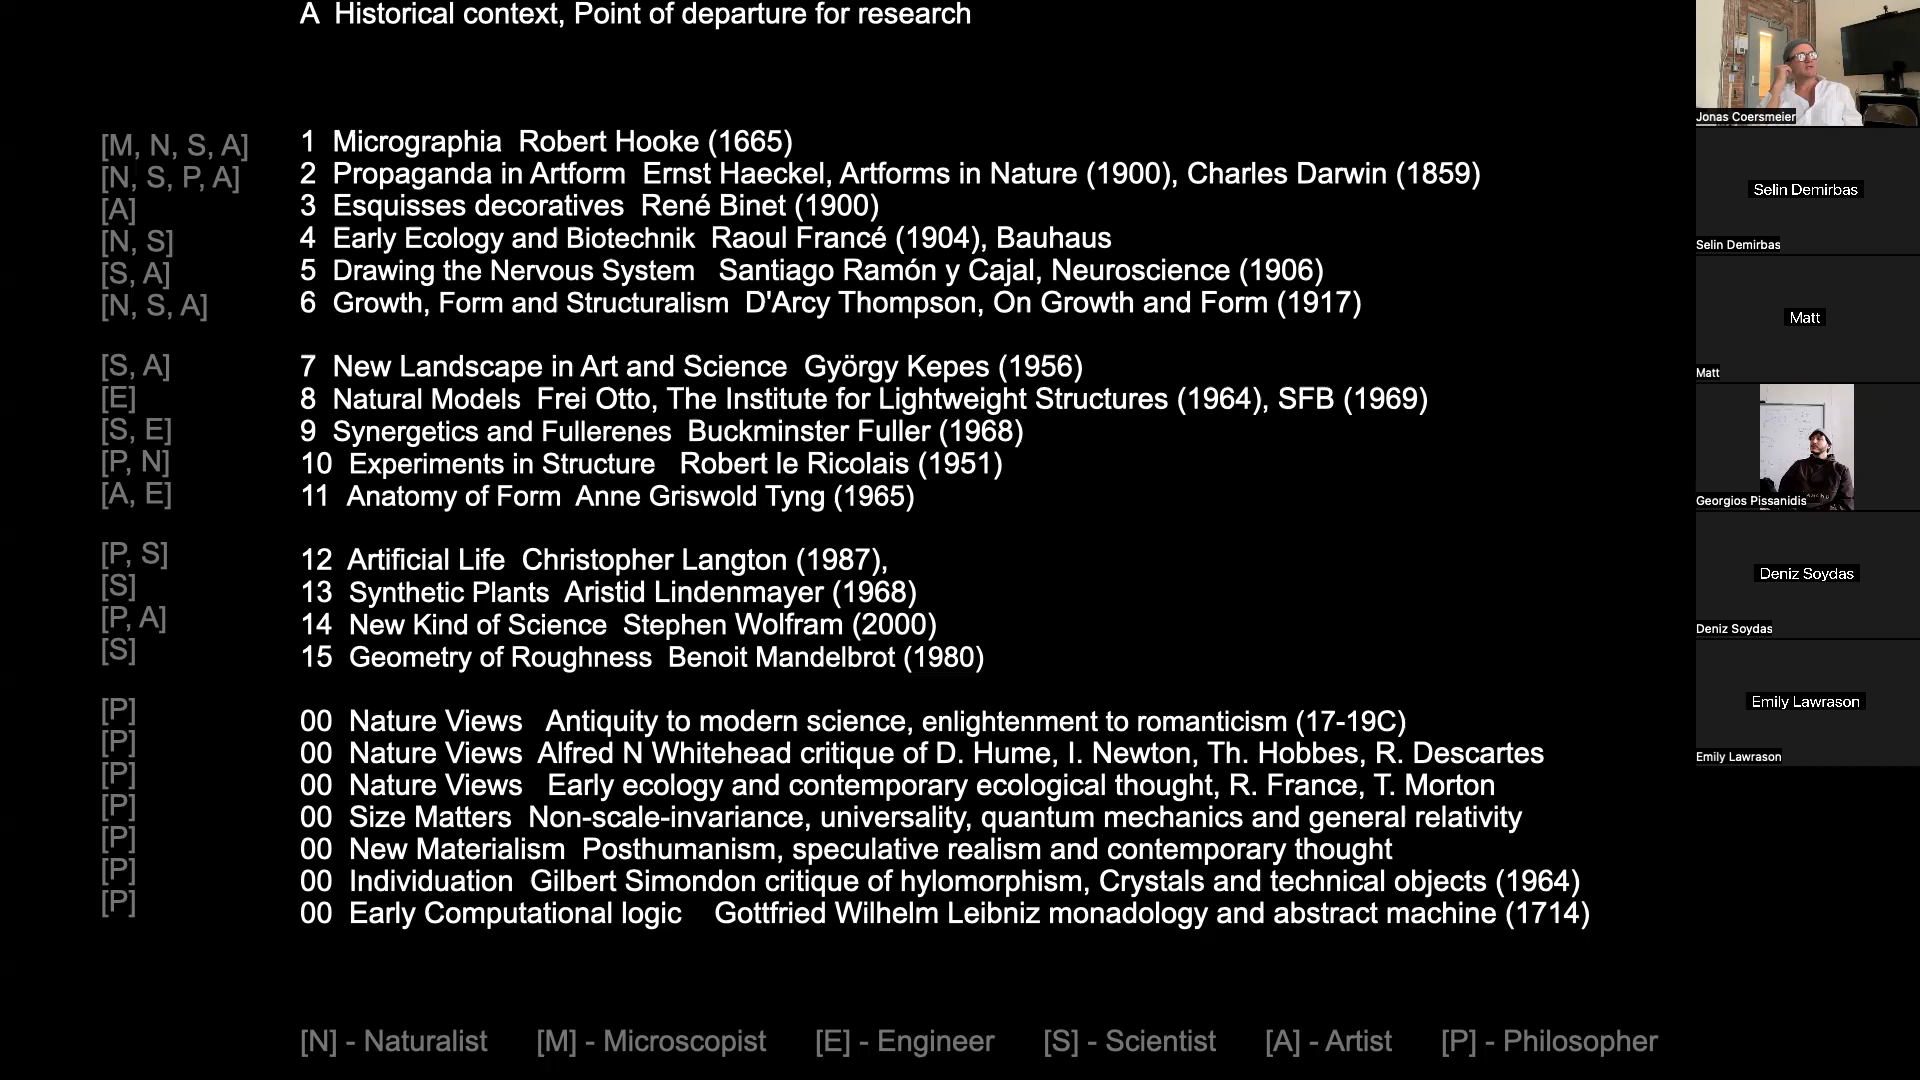 A Historical context, Point of departure for research
[M, N, S, A] 1 Micrographia Robert Hooke (1665)
[N, S, P, A] 2 Propaganda in Artform Ernst Haeckel, Artforms in Nature (1900), Charles Darwin (1859)
[A] 3 Esquisses decoratives René Binet (1900)
[N, S] 4 Early Ecology and Biotechnik Raoul Francé (1904), Bauhaus
[S, A] 5 Drawing the Nervous System Santiago Ramón y Cajal, Neuroscience (1906)
[N, S, A] 6 Growth, Form and Structuralism D'Arcy Thompson, On Growth and Form (1917)
[S, A] 7 New Landscape in Art and Science György Kepes (1956)
[E] 8 Natural Models Frei Otto, The Institute for Lightweight Structures (1964), SFB (1969)
[S, E] 9 Synergetics and Fullerenes Buckminster Fuller (1968)
[P, N] 10 Experiments in Structure Robert le Ricolais (1951)
[A, E] 11 Anatomy of Form Anne Griswold Tyng (1965)
[P, S] 12 Artificial Life Christopher Langton (1987),
[S] 13 Synthetic Plants Aristid Lindenmayer (1968)
[P, A] 14 New Kind of Science Stephen Wolfram (2000)
[S] 15 Geometry of Roughness Benoit Mandelbrot (1980)
[P] 00 Nature Views Antiquity to modern science, enlightenment to romanticism (17-19C)
[P] 00 Nature Views Alfred N Whitehead critique of D. Hume, I. Newton, Th. Hobbes, R. Descartes
[P] 00 Nature Views Early ecology and contemporary ecological thought, R. France, T. Morton
[P] 00 Size Matters Non-scale-invariance, universality, quantum mechanics and general relativity
[P] 00 New Materialism Posthumanism, speculative realism and contemporary thought
[P] 00 Individuation Gilbert Simondon critique of hylomorphism, Crystals and technical objects (1964)
[P] 00 Early Computational logic Gottfried Wilhelm Leibniz monadology and abstract machine (1714)
[N] - Naturalist [M] - Microscopist [E] - Engineer [S] - Scientist [A] - Artist [P] - Philosopher
Jonas Coersmeier
Selin Demirbas
Selin Demirbas
Matt
Matt
Georgios Pissanidis
Deniz Soydas
Deniz Soydas
Emily Lawrason
Emily Lawrason